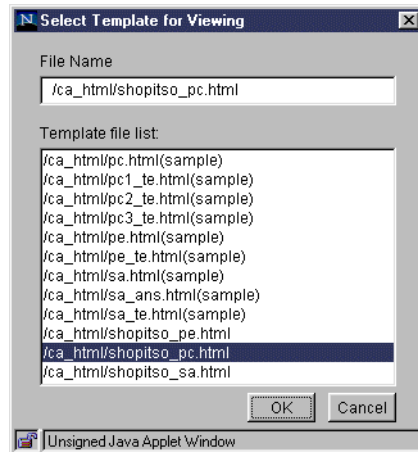 Select Template for Viewing
File Name
/ca_html/shopitso_pc.html
Template file list:
/ca_html/pc.html(sample)
/ca_html/pc1_te.html(sample)
/ca_html/pc2_te.html(sample)
/ca_html/pc3_te.html(sample)
/ca_html/pe.html(sample)
/ca_html/pe_te.html(sample)
/ca_html/sa.html(sample)
/ca_html/sa_ans.html(sample)
/ca_html/sa_te.html(sample)
/ca_html/shopitso_pe.html
/ca_html/shopitso_pc.html
/ca_html/shopitso_sa.html
OK Cancel
Unsigned Java Applet Window